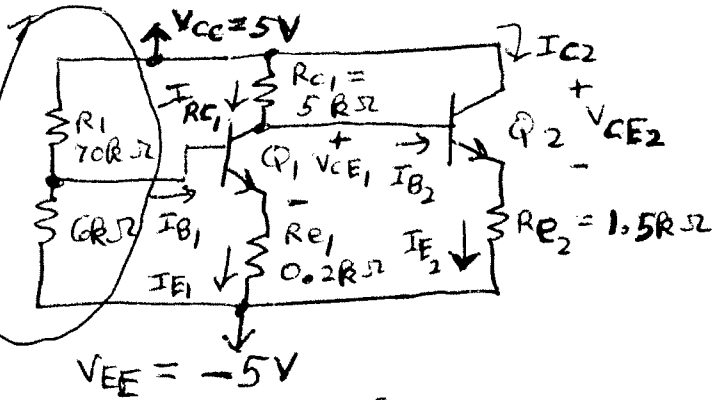 VCC = 5V
IC2
RC1 =
5kΩ
IRC1
+
VCE2
-
R1
70kΩ
Q1
+
VCE1
-
IB2
Q2
6kΩ
IB1
Re1
0.2kΩ
IE1
IE2
Re2 = 1.5kΩ
VEE = -5V